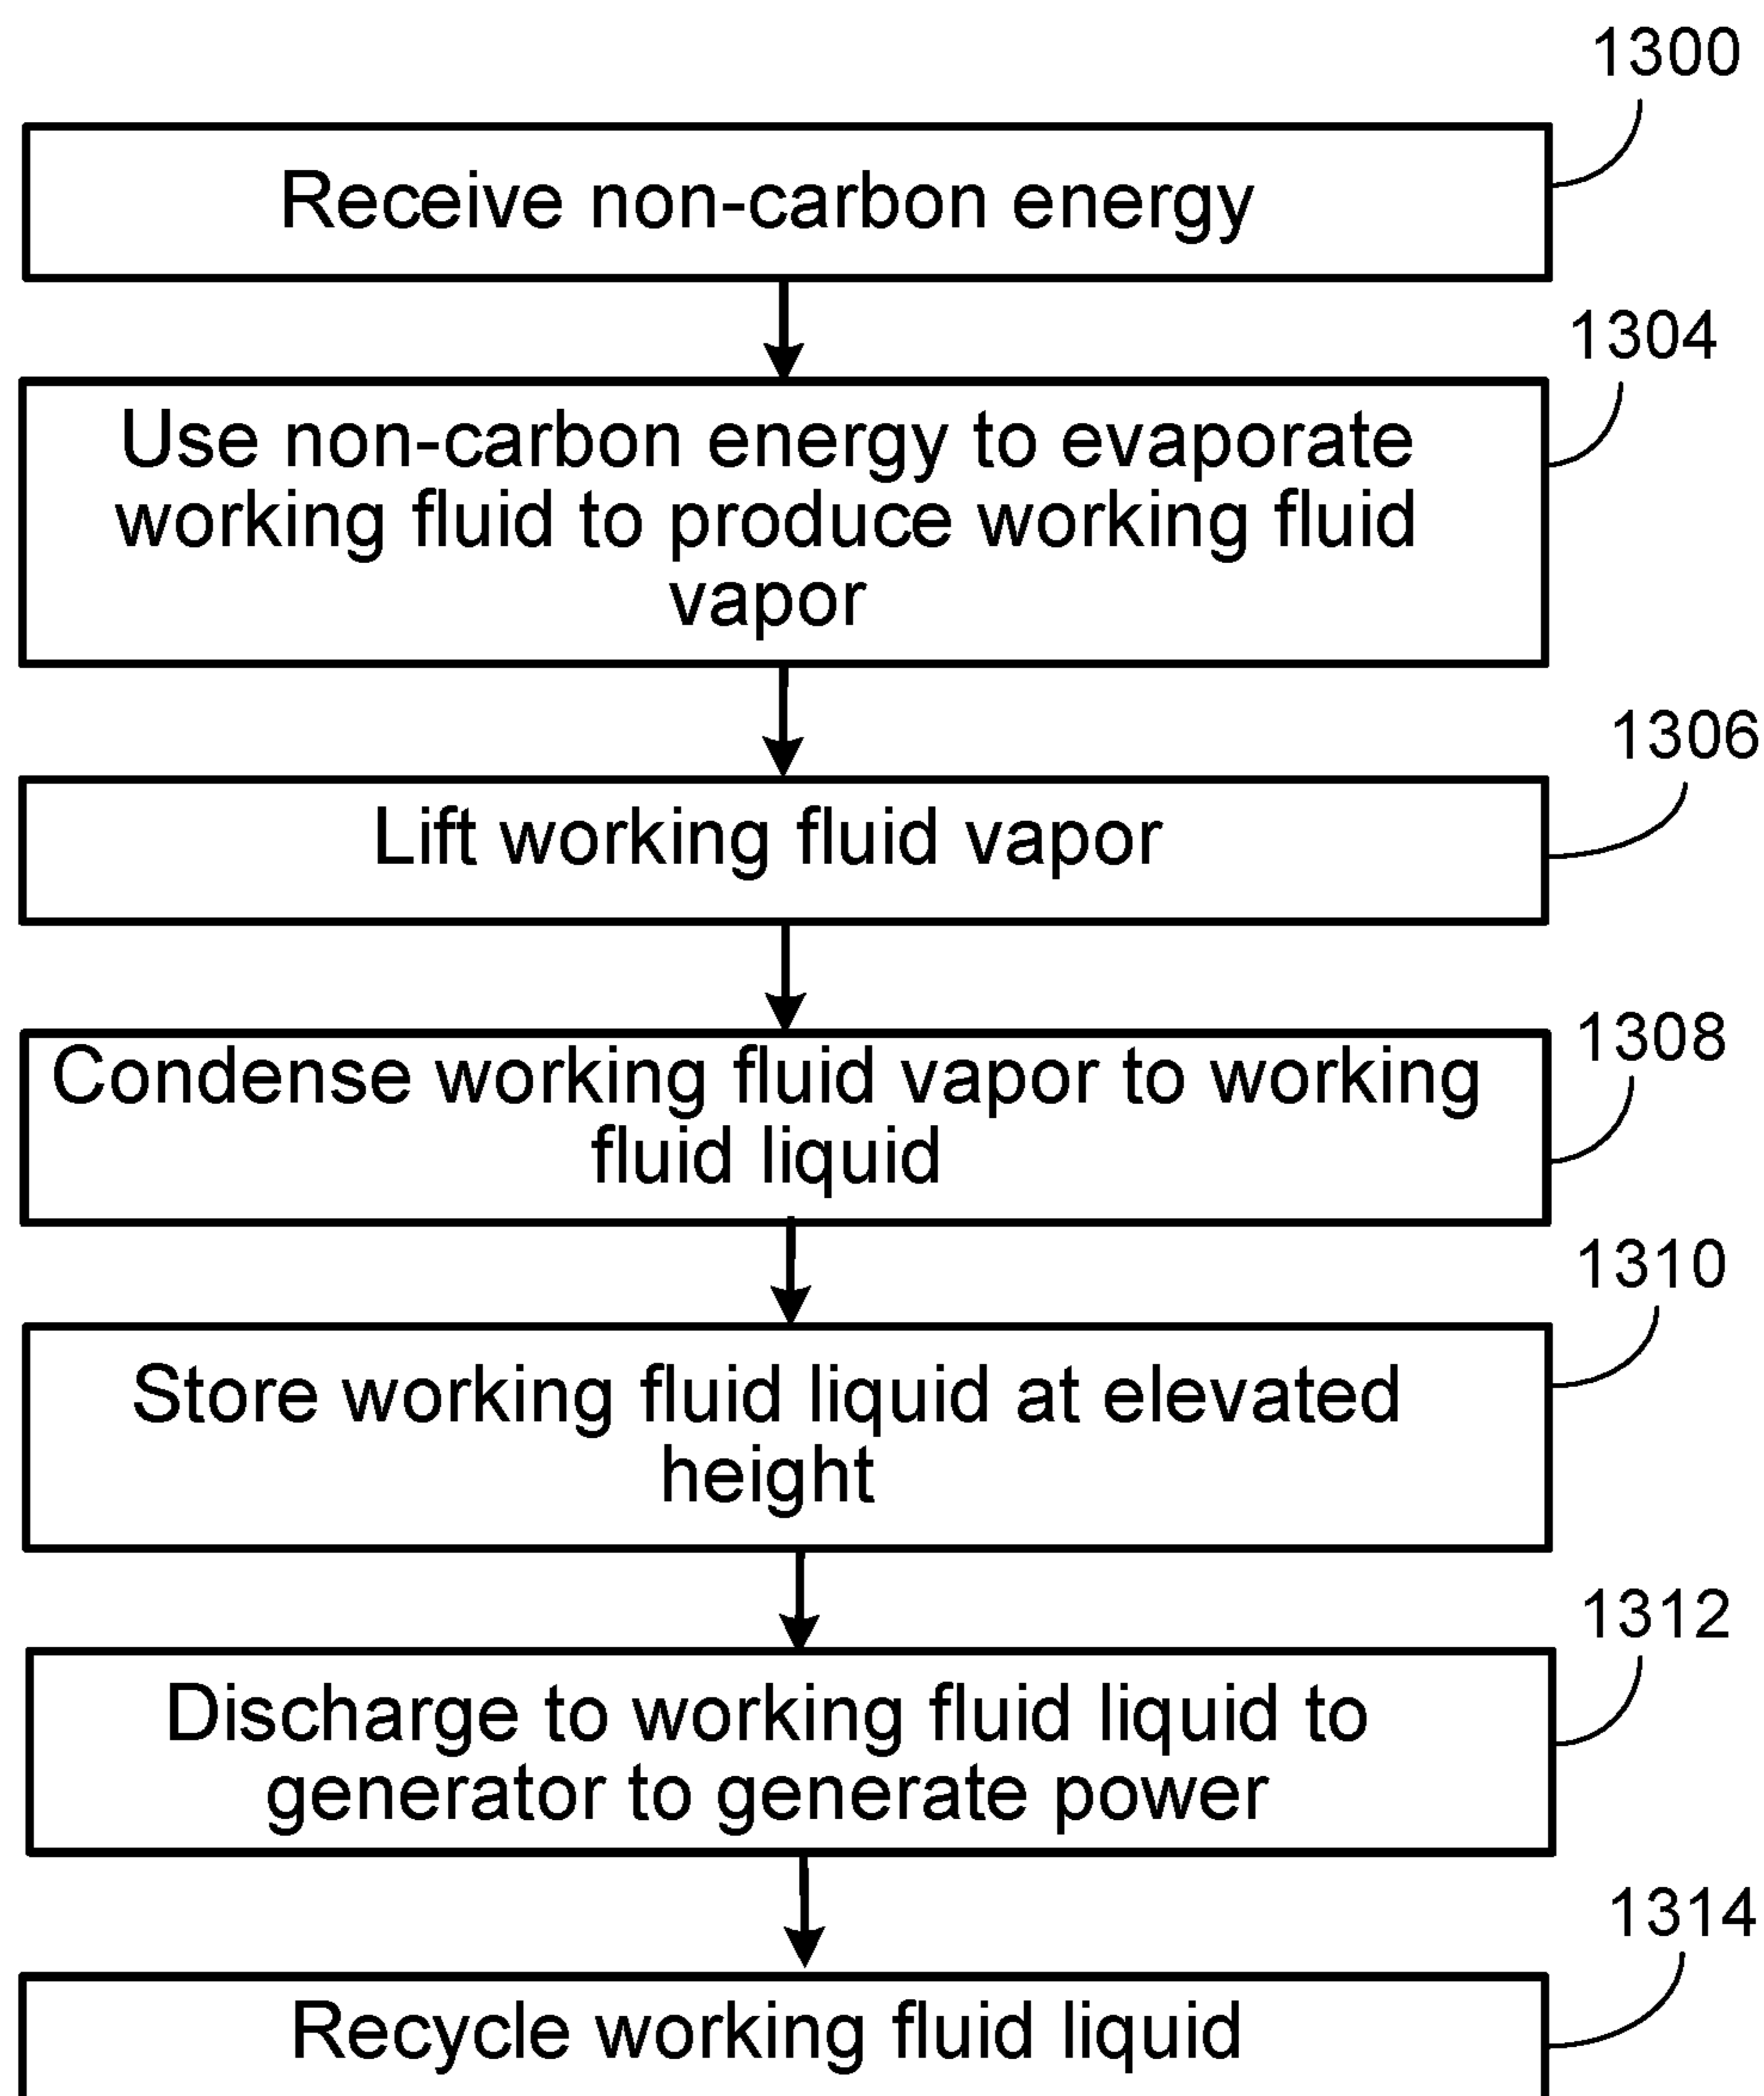 1300
Receive non-carbon energy
1304
Use non-carbon energy to evaporate
working fluid to produce working fluid
vapor
1306
Lift working fluid vapor
1308
Condense working fluid vapor to working
fluid liquid
1310
Store working fluid liquid at elevated
height
1312
Discharge to working fluid liquid to
generator to generate power
1314
Recycle working fluid liquid